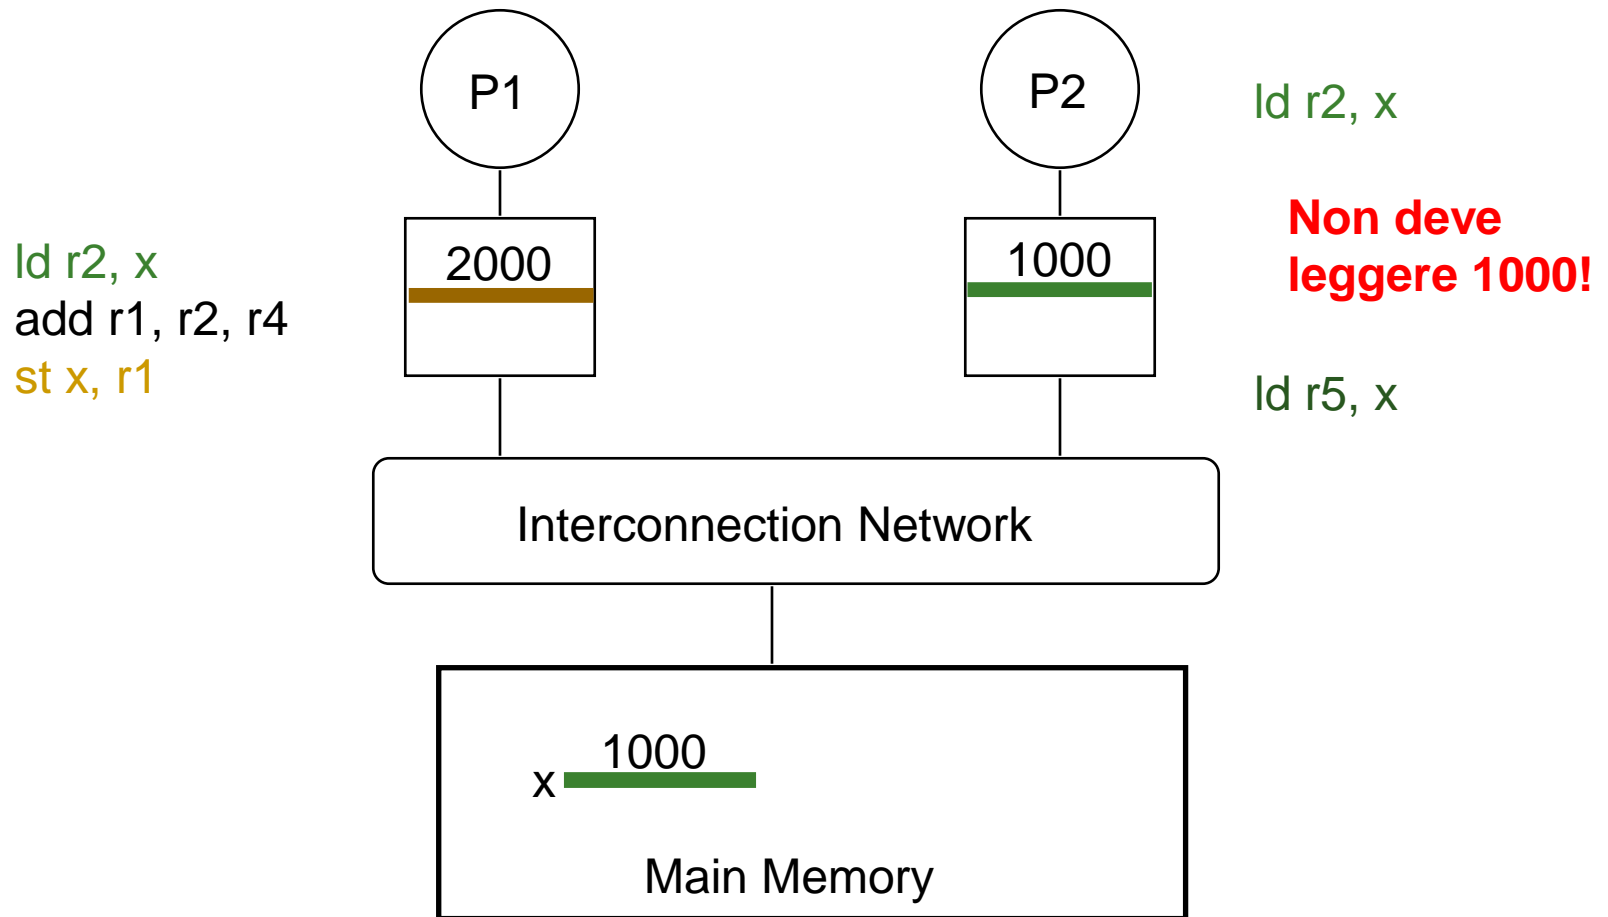 P1
P2
ld r2, x
Non deve
leggere 1000!
2000
1000
ld r2, x
add r1, r2, r4
st x, r1
ld r5, x
Interconnection Network
1000
x
Main Memory